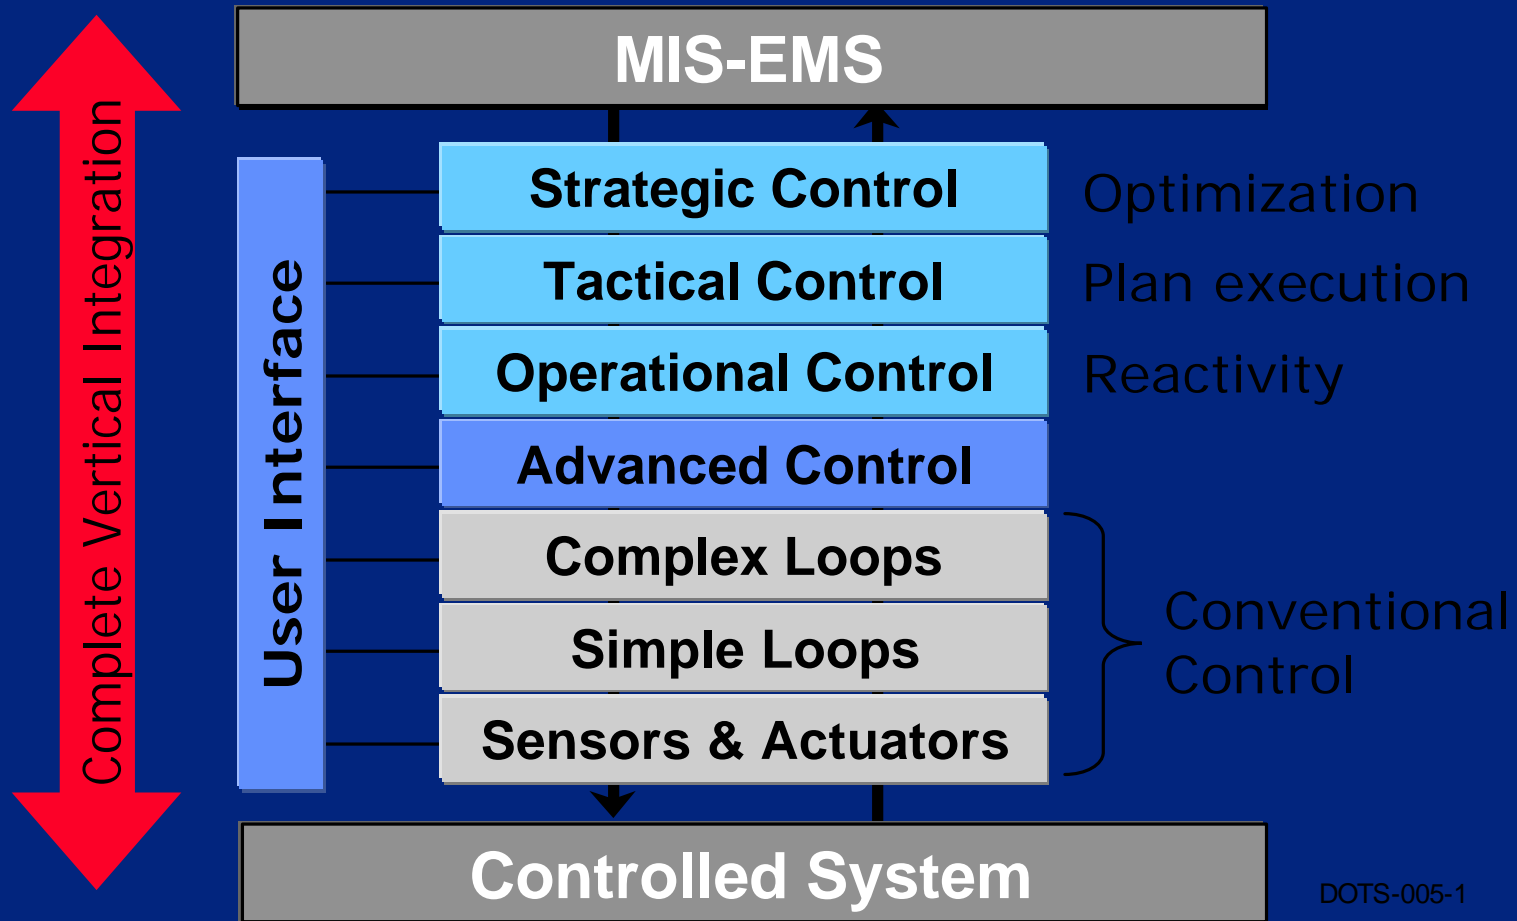 MIS-EMS
Complete Vertical Integration
User Interface
Strategic Control
Optimization
Tactical Control
Plan execution
Operational Control
Reactivity
Advanced Control
Complex Loops
Simple Loops
Sensors & Actuators
Conventional
Control
Controlled System
DOTS-005-1